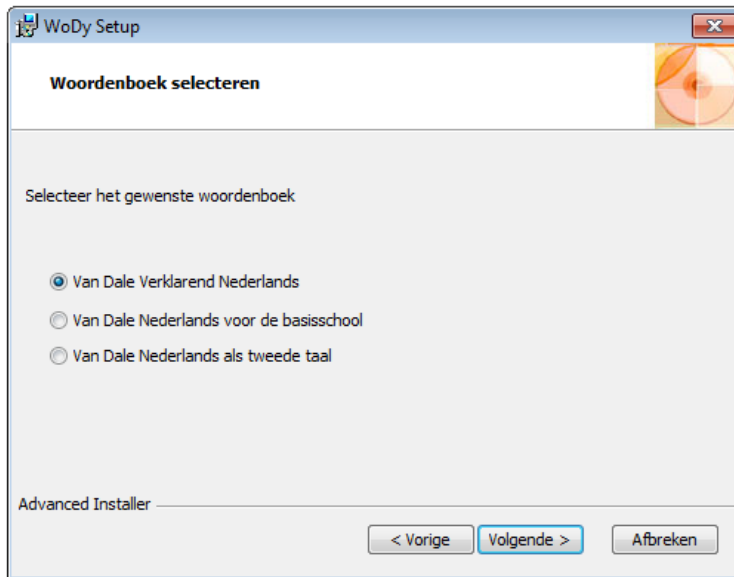 WoDy Setup
Woordenboek selecteren
Selecteer het gewenste woordenboek
Van Dale Verklarend Nederlands
Van Dale Nederlands voor de basisschool
Van Dale Nederlands als tweede taal
Advanced Installer
< Vorige Volgende > Afbreken